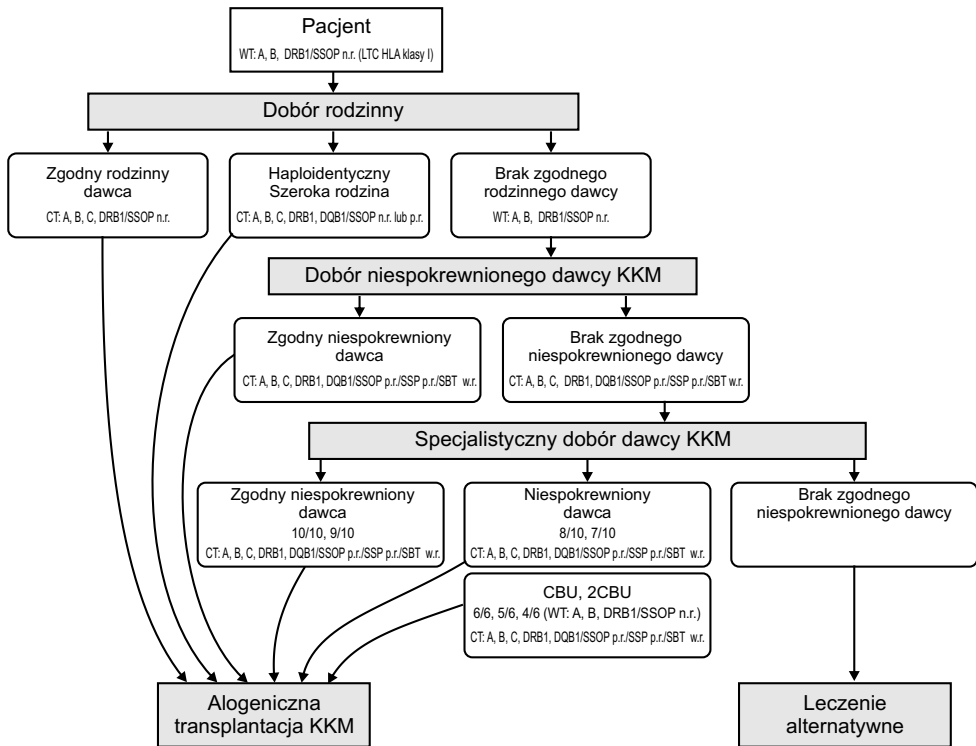 Pacjent
WT: A, B, DRB1/SSOP n.r. (LTC HLA klasy I)
Dobór rodzinny
Zgodny rodzinny
dawca
CT: A, B, C, DRB1/SSOP n.r.
Haploidentyczny
Szeroka rodzina
CT: A, B, C, DRB1, DQB1/SSOP n.r. lub p.r.
Brak zgodnego
rodzinnego dawcy
WT: A, B, DRB1/SSOP n.r.
Dobór niespokrewnionego dawcy KKM
Zgodny niespokrewniony
dawca
CT: A, B, C, DRB1, DQB1/SSOP p.r./SSP p.r./SBT w.r.
Brak zgodnego
niespokrewnionego dawcy
CT: A, B, C, DRB1, DQB1/SSOP p.r./SSP p.r./SBT w.r.
Specjalistyczny dobór dawcy KKM
Zgodny niespokrewniony
dawca
10/10, 9/10
CT: A, B, C, DRB1, DQB1/SSOP p.r./SSP p.r./SBT w.r.
Niespokrewniony
dawca
8/10, 7/10
CT: A, B, C, DRB1, DQB1/SSOP p.r./SSP p.r./SBT w.r.
Brak zgodnego
niespokrewnionego dawcy
CBU, 2CBU
6/6, 5/6, 4/6 (WT: A, B, DRB1/SSOP n.r.)
CT: A, B, C, DRB1, DQB1/SSOP p.r./SSP p.r./SBT w.r.
Alogeniczna
transplantacja KKM
Leczenie
alternatywne